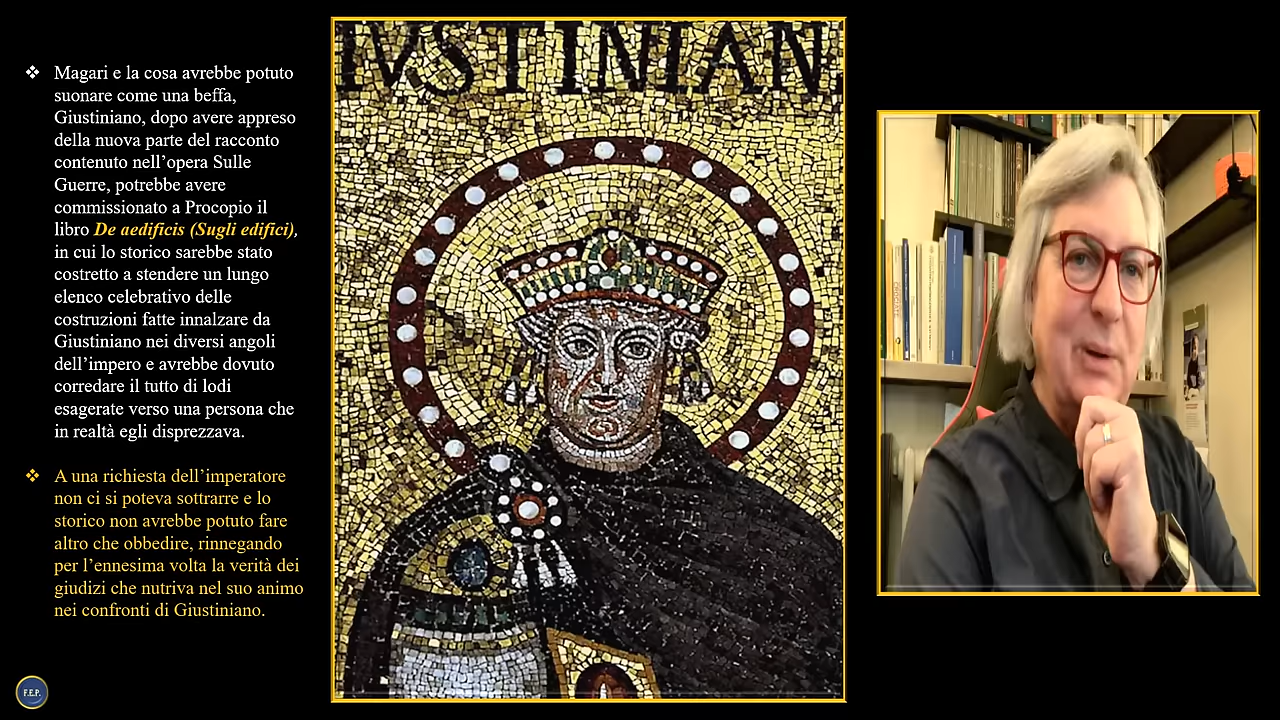 ❖ Magari e la cosa avrebbe potuto
suonare come una beffa,
Giustiniano, dopo avere appreso
della nuova parte del racconto
contenuto nell’opera Sulle
Guerre, potrebbe avere
commissionato a Procopio il
libro De aedificis (Sugli edifici),
in cui lo storico sarebbe stato
costretto a stendere un lungo
elenco celebrativo delle
costruzioni fatte innalzare da
Giustiniano nei diversi angoli
dell’impero e avrebbe dovuto
corredare il tutto di lodi
esagerate verso una persona che
in realtà egli disprezzava.
❖ A una richiesta dell’imperatore
non ci si poteva sottrarre e lo
storico non avrebbe potuto fare
altro che obbedire, rinnegando
per l’ennesima volta la verità dei
giudizi che nutriva nel suo animo
nei confronti di Giustiniano.
F.E.P.
IVSTINIAN